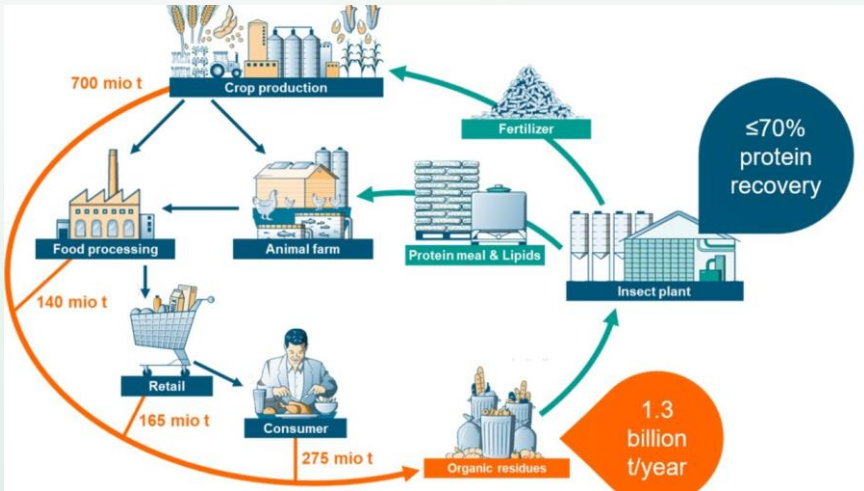 700 mio t
Crop production
Fertilizer
≤70%
protein
recovery
Food processing
Animal farm
Protein meal & Lipids
Insect plant
140 mio t
Retail
165 mio t
Consumer
275 mio t
Organic residues
1.3
billion
t/year